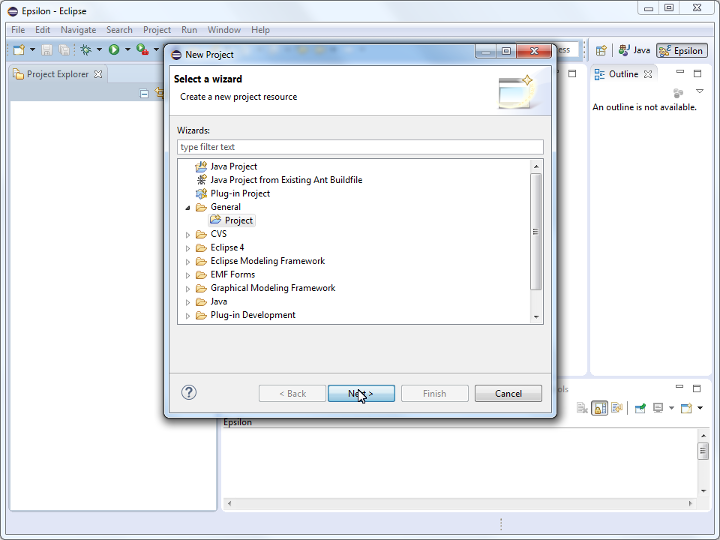 Epsilon - Eclipse
File Edit Navigate Search Project Run Window Help
Java Epsilon
Project Explorer
Outline
An outline is not available.
New Project
Select a wizard
Create a new project resource
Wizards:
type filter text
Java Project
Java Project from Existing Ant Buildfile
Plug-in Project
General
Project
CVS
Eclipse 4
Eclipse Modeling Framework
EMF Forms
Graphical Modeling Framework
Java
Plug-in Development
< Back Next > Finish Cancel
Epsilon